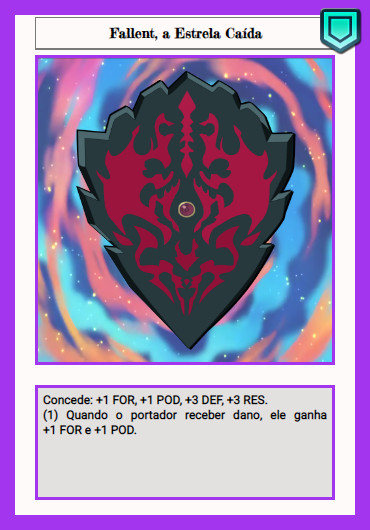 Fallent, a Estrela Caída
Concede: +1 FOR, +1 POD, +3 DEF, +3 RES.
(1) Quando o portador receber dano, ele ganha
+1 FOR e +1 POD.